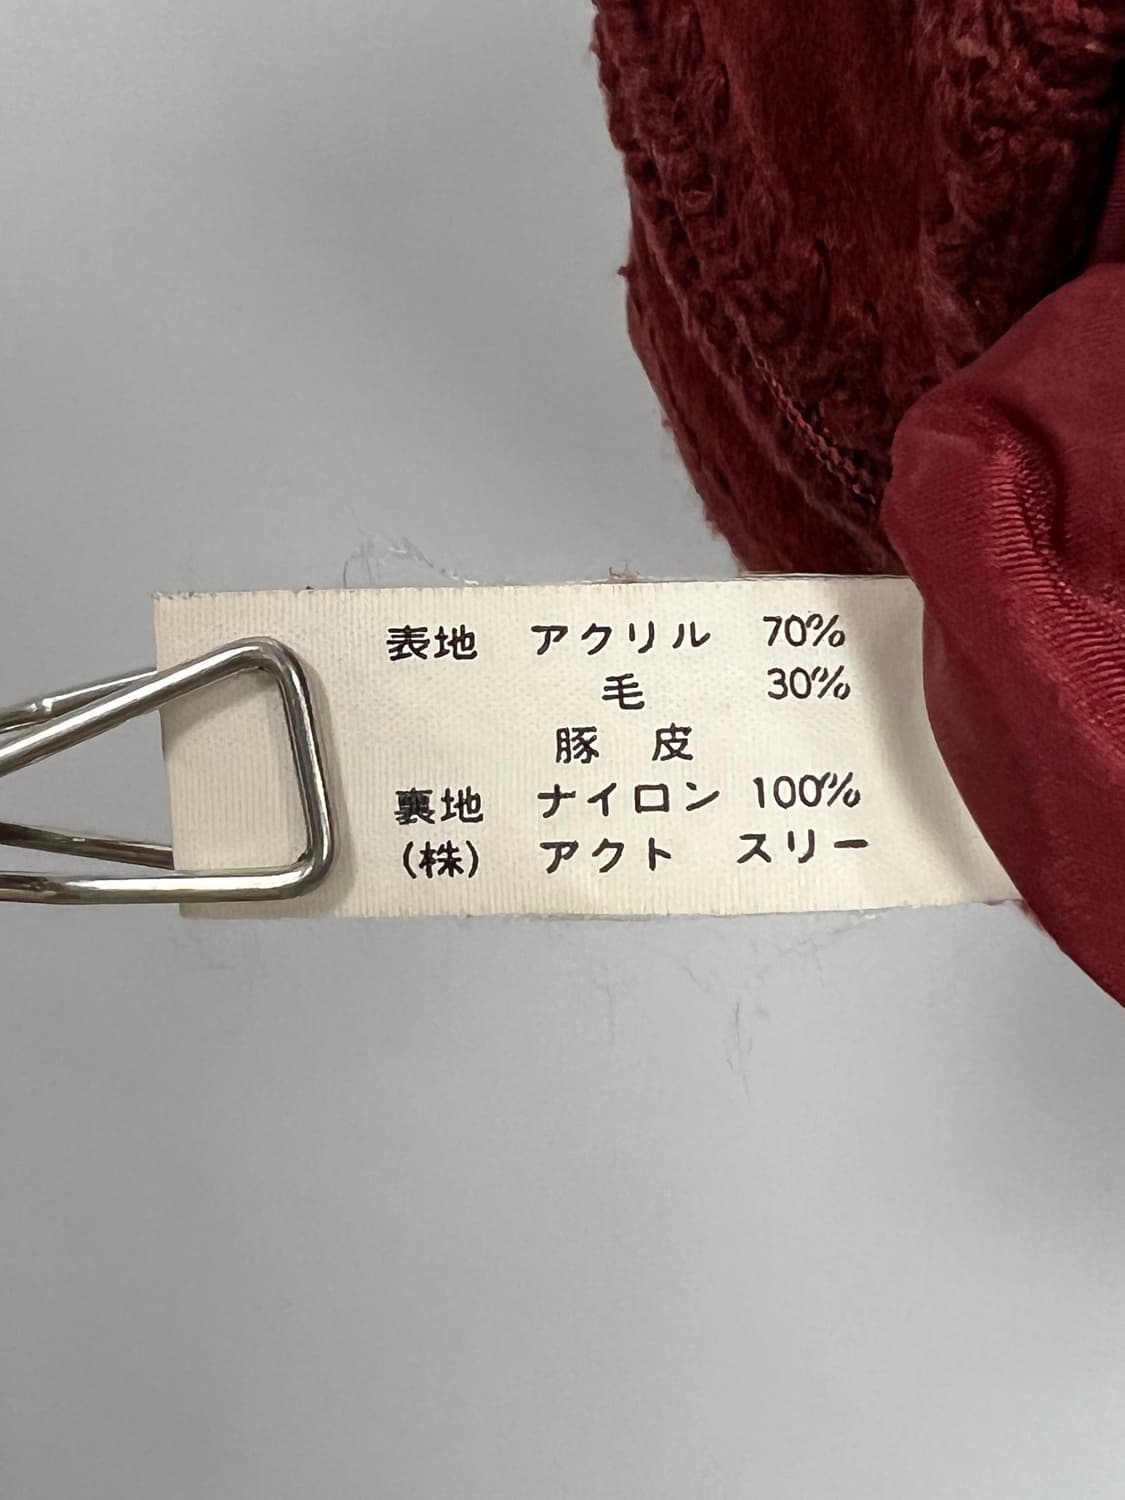 表地 アクリル 70%
毛 30%
豚 皮
裏地 ナイロン 100%
(株) アクト スリー